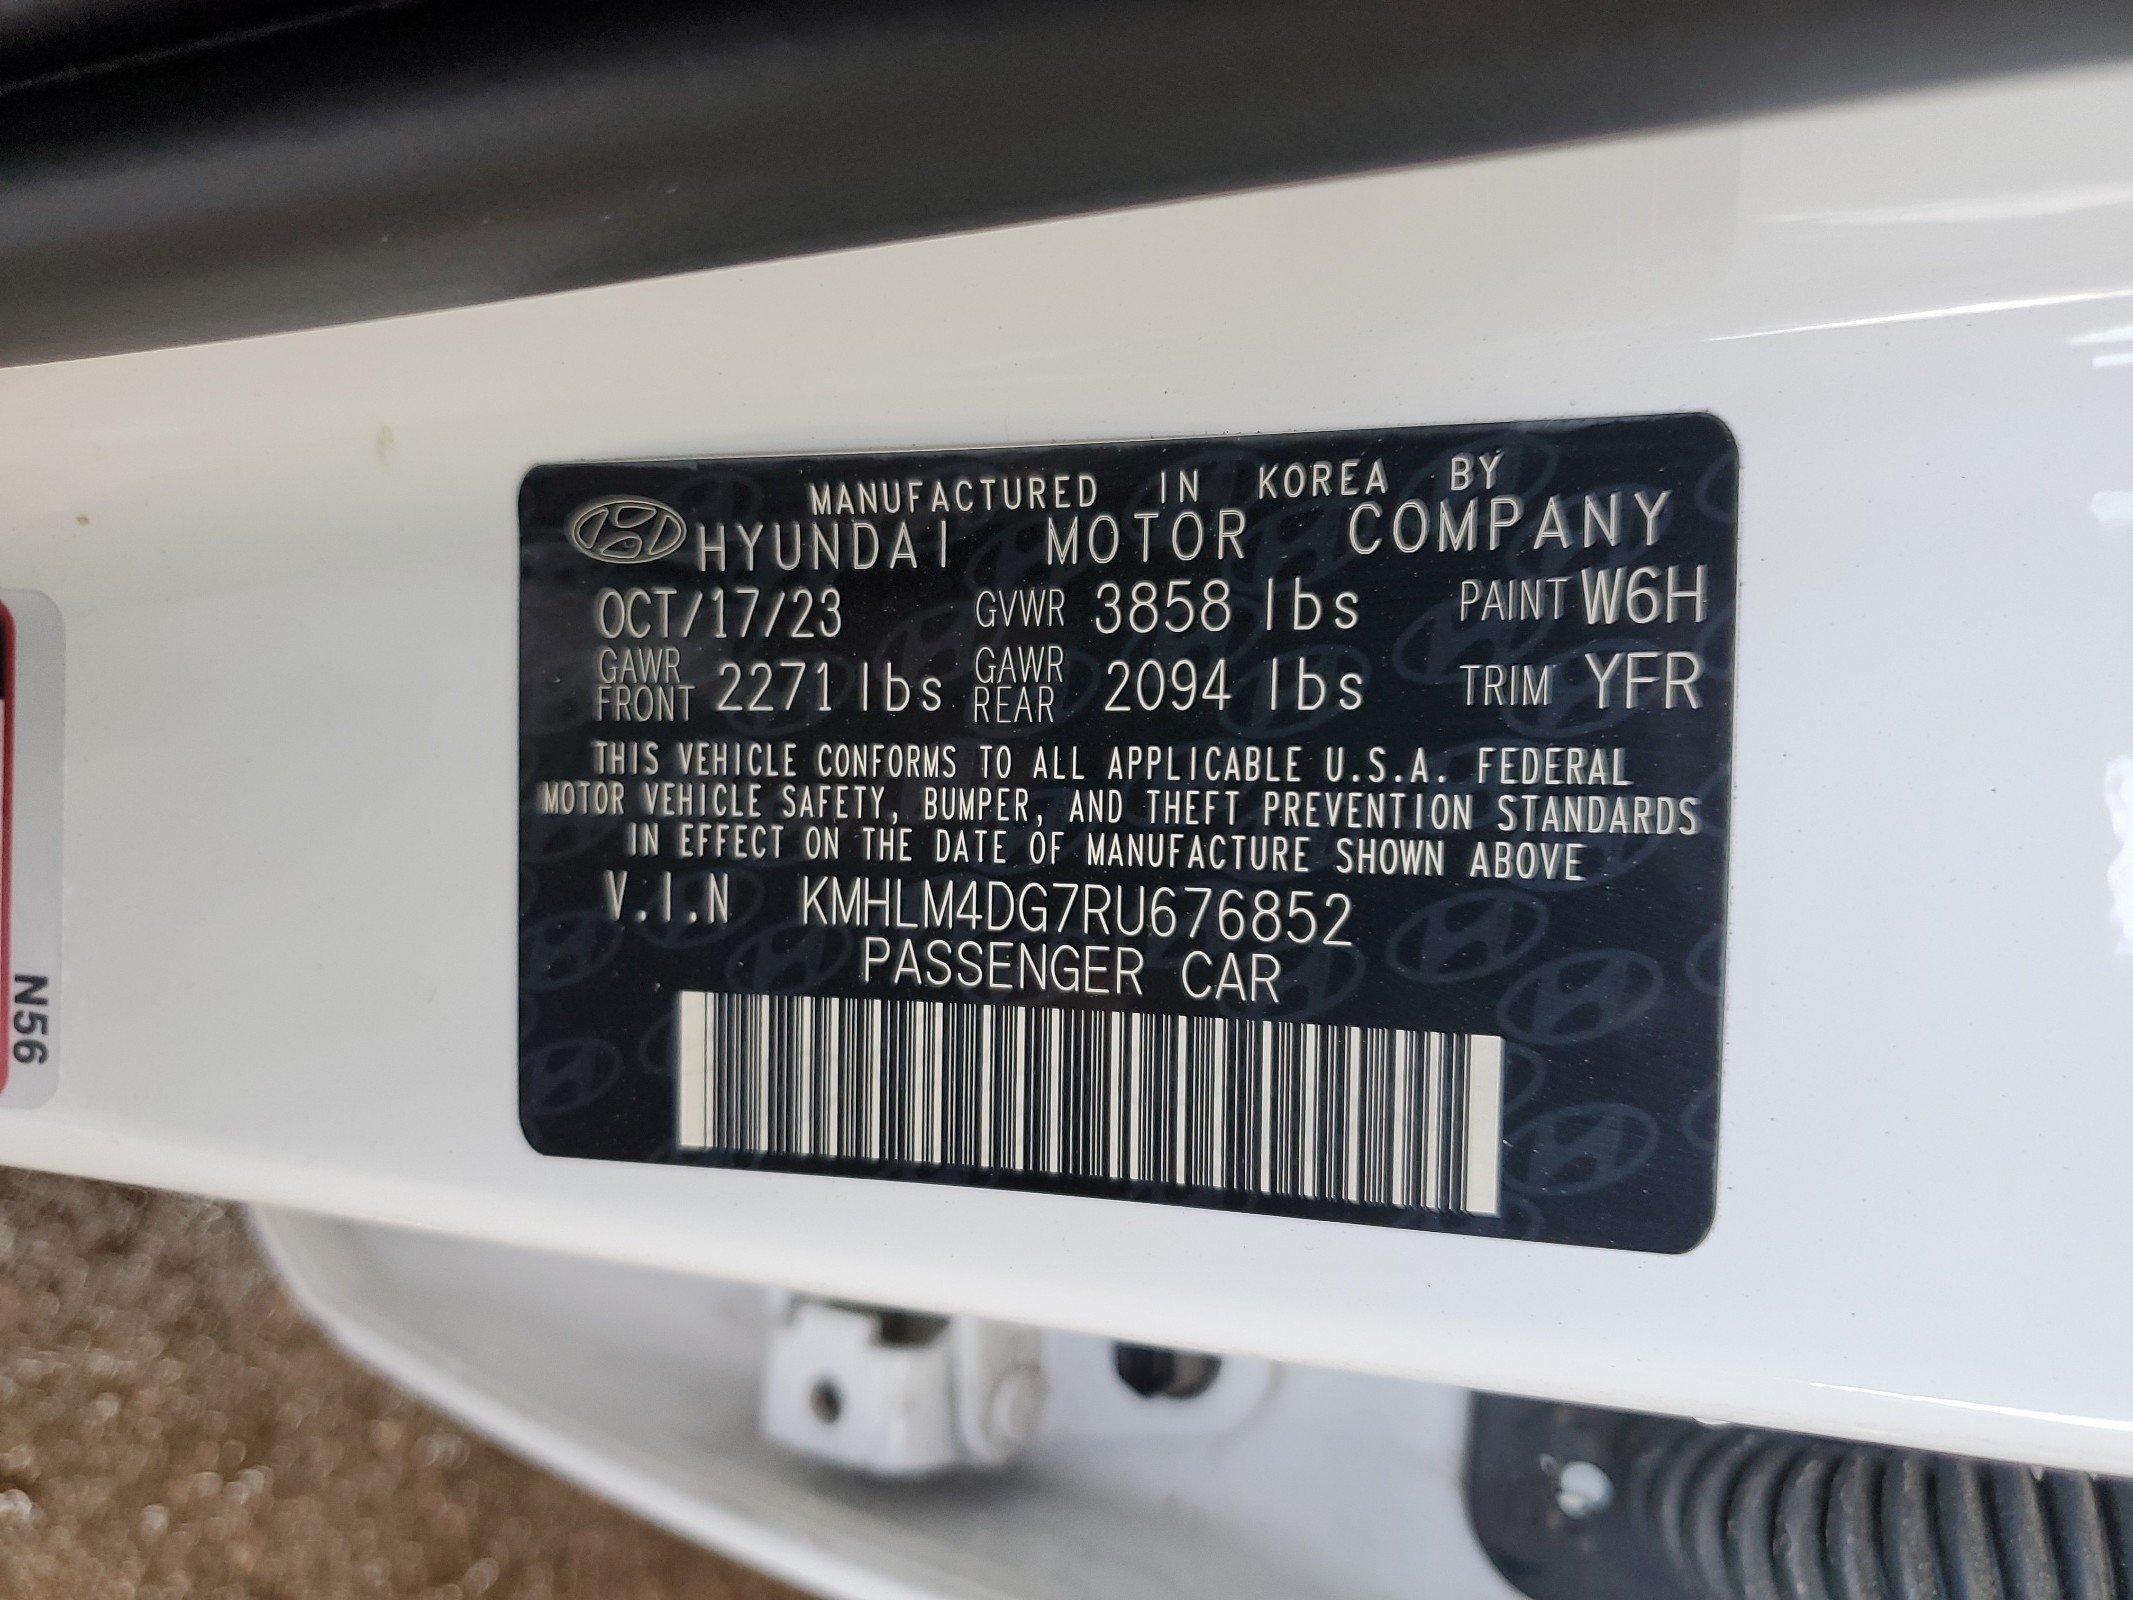 MANUFACTURED IN KOREA BY
HYUNDAI MOTOR COMPANY
OCT/17/23 GVWR 3858 lbs PAINT W6H
GAWR FRONT 2271 lbs GAWR REAR 2094 lbs TRIM YFR
THIS VEHICLE CONFORMS TO ALL APPLICABLE U.S.A. FEDERAL
MOTOR VEHICLE SAFETY, BUMPER, AND THEFT PREVENTION STANDARDS
IN EFFECT ON THE DATE OF MANUFACTURE SHOWN ABOVE
V.I.N KMHLM4DG7RU676852
PASSENGER CAR
N56